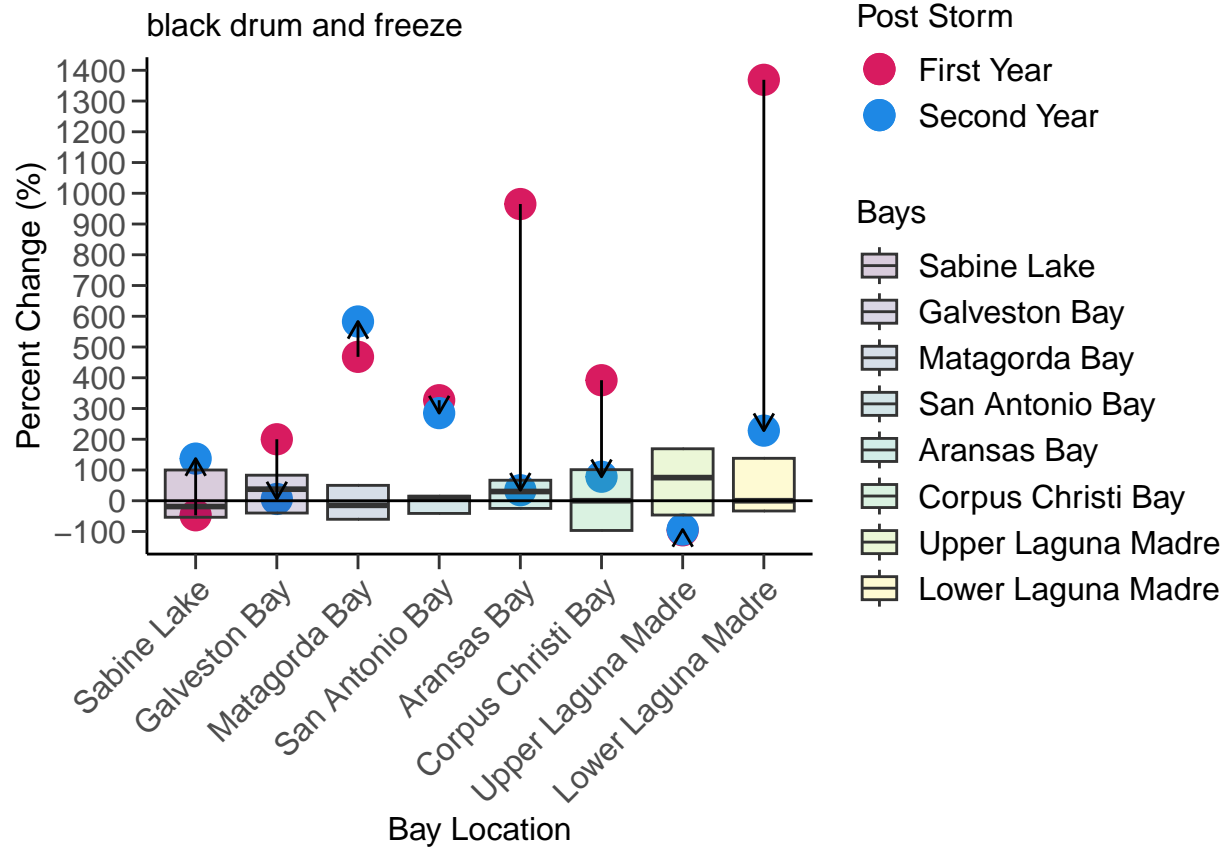 black drum and freeze
Percent Change (%)
1400
1300
1200
1100
1000
900
800
700
600
500
400
300
200
100
0
−100
Sabine Lake
Galveston Bay
Matagorda Bay
San Antonio Bay
Aransas Bay
Corpus Christi Bay
Upper Laguna Madre
Lower Laguna Madre
Bay Location
Post Storm
First Year
Second Year
Bays
Sabine Lake
Galveston Bay
Matagorda Bay
San Antonio Bay
Aransas Bay
Corpus Christi Bay
Upper Laguna Madre
Lower Laguna Madre